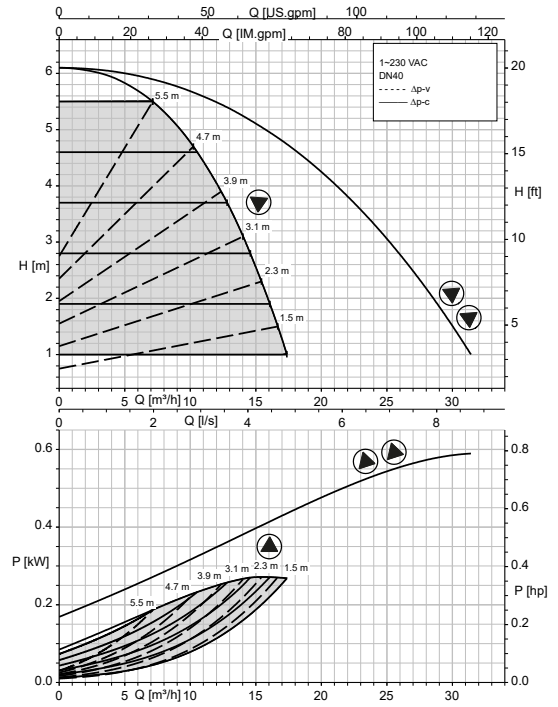 0 50 100
Q [US.gpm]
0 40 80 100 120
Q [IM.gpm]
1~230 VAC
DN40
Δp-v
Δp-c
6
5
4
3
2
1
H [m]
20
15
10
5
H [ft]
5.5 m
4.7 m
3.9 m
3.1 m
2.3 m
1.5 m
0 5 10 15 20 25 30
Q [m³/h]
0 2 4 6 8
Q [l/s]
0.6
0.4
0.2
0.0
P [kW]
0.8
0.6
0.4
0.2
0.0
P [hp]
5.5 m 4.7 m 3.9 m 3.1 m 2.3 m 1.5 m
0 5 10 15 20 25 30
Q [m³/h]